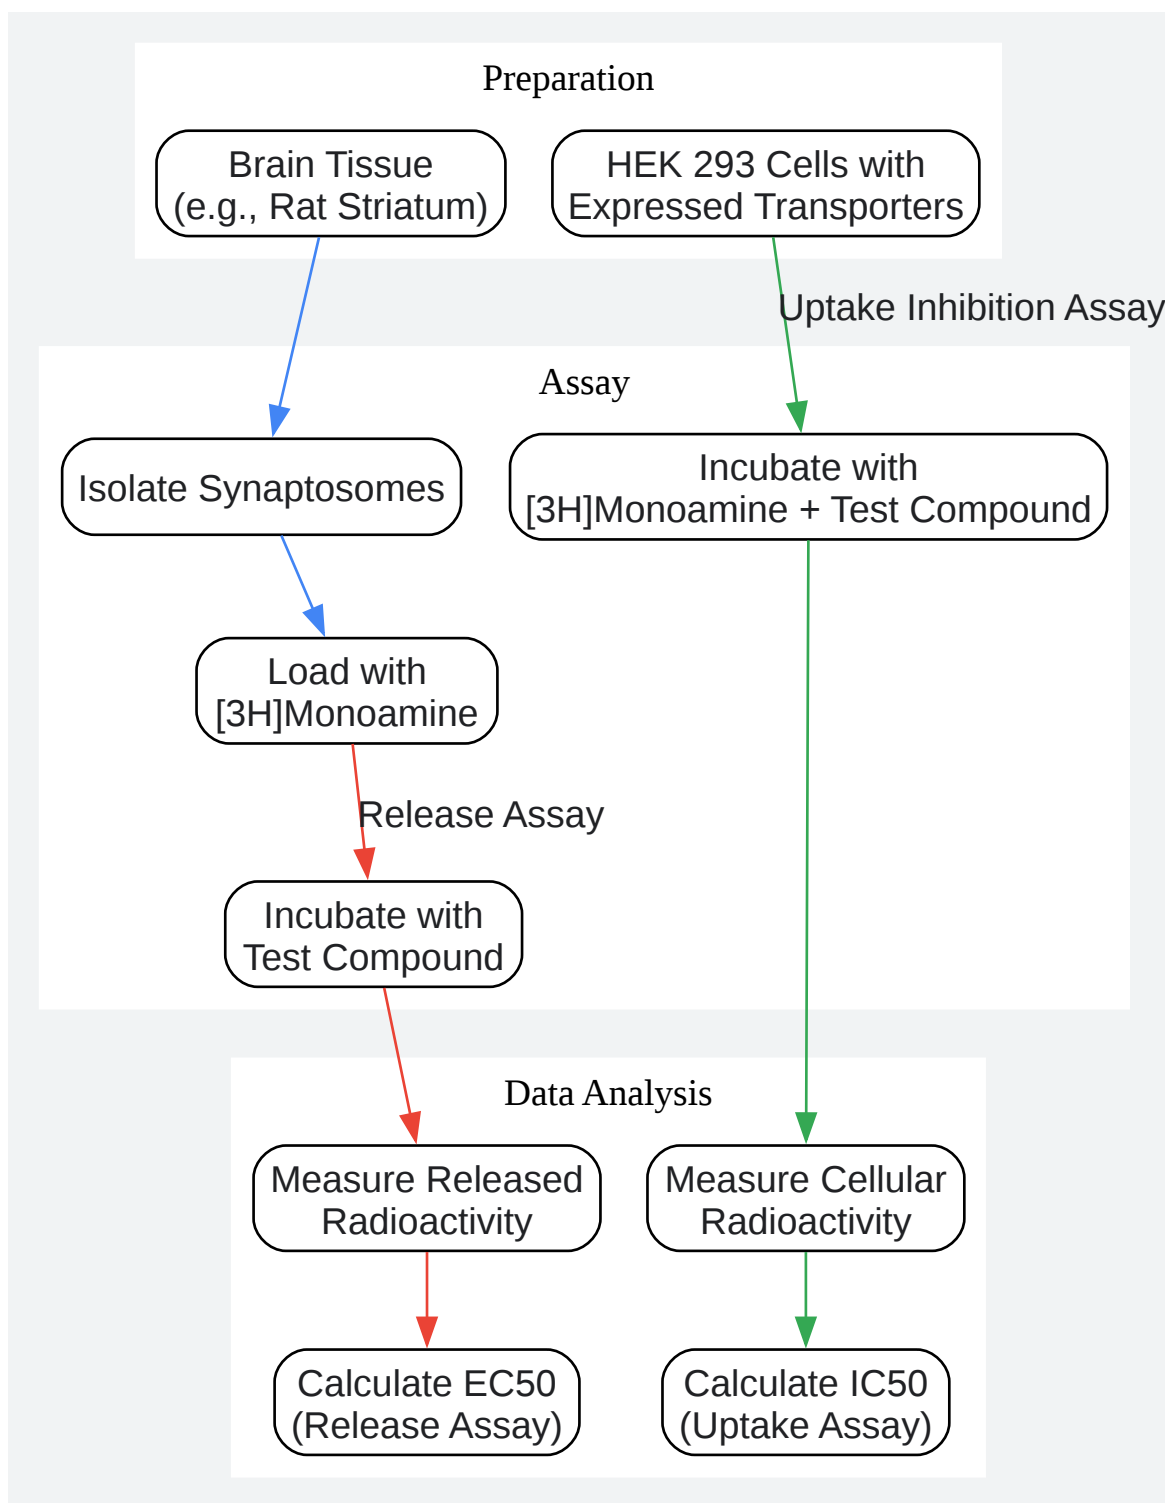 Preparation
Brain Tissue
(e.g., Rat Striatum)
HEK 293 Cells with
Expressed Transporters
Uptake Inhibition Assay
Assay
Isolate Synaptosomes
Incubate with
[3H]Monoamine + Test Compound
Load with
[3H]Monoamine
Release Assay
Incubate with
Test Compound
Data Analysis
Measure Released
Radioactivity
Measure Cellular
Radioactivity
Calculate EC50
(Release Assay)
Calculate IC50
(Uptake Assay)